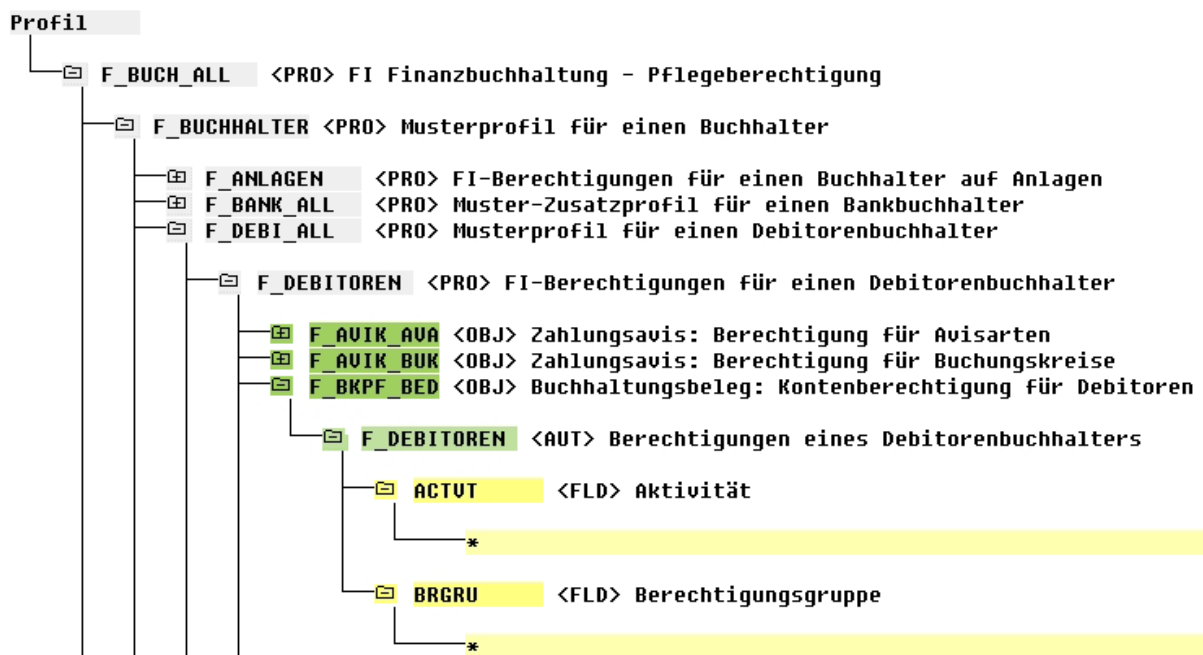 Profil
F_BUCH_ALL <PRO> FI Finanzbuchhaltung - Pflegeberechtigung
F_BUCHHALTER <PRO> Musterprofil für einen Buchhalter
F_ANLAGEN <PRO> FI-Berechtigungen für einen Buchhalter auf Anlagen
F_BANK_ALL <PRO> Muster-Zusatzprofil für einen Bankbuchhalter
F_DEBI_ALL <PRO> Musterprofil für einen Debitorenbuchhalter
F_DEBITOREN <PRO> FI-Berechtigungen für einen Debitorenbuchhalter
F_AVIK_AVA <OBJ> Zahlungsavis: Berechtigung für Avisarten
F_AVIK_BUK <OBJ> Zahlungsavis: Berechtigung für Buchungskreise
F_BKPF_BED <OBJ> Buchhaltungsbeleg: Kontenberechtigung für Debitoren
F_DEBITOREN <AUT> Berechtigungen eines Debitorenbuchhalters
ACTVT <FLD> Aktivität
*
BRGRU <FLD> Berechtigungsgruppe
*